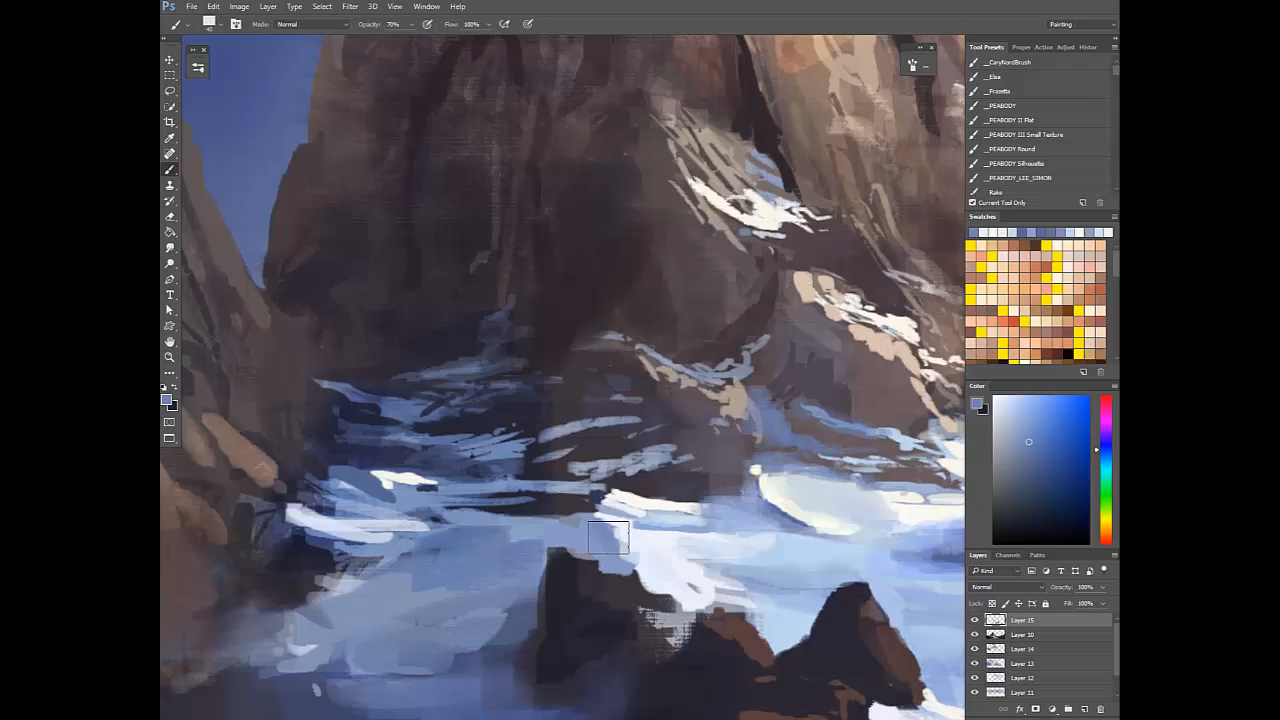 Ps File Edit Image Layer Type Select Filter 3D View Window Help
40 Mode: Normal Opacity: 70% Flow: 100% Painting
Tool Presets Proper Action Adjust Histor
__CaryNordBrush
__Else
__Frazetta
__PEABODY
__PEABODY II Flat
__PEABODY III Small Texture
__PEABODY Round
__PEABODY Silhouette
__PEABODY_LEE_SIMON
Rake
Current Tool Only
Swatches
Color
Layers Channels Paths
Kind
Normal Opacity: 100%
Lock: Fill: 100%
Layer 15
Layer 10
Layer 14
Layer 13
Layer 12
Layer 11
fx